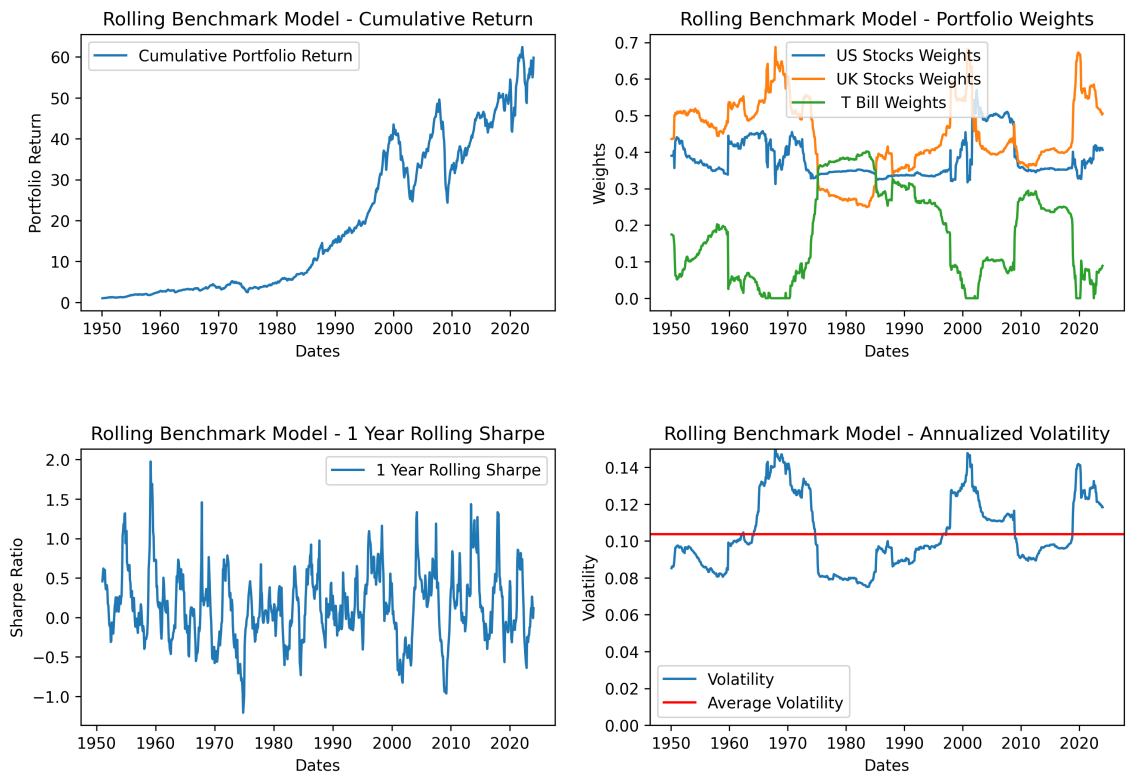 Rolling Benchmark Model - Cumulative Return
Cumulative Portfolio Return
Portfolio Return
60
50
40
30
20
10
0
1950 1960 1970 1980 1990 2000 2010 2020
Dates
Rolling Benchmark Model - Portfolio Weights
US Stocks Weights
UK Stocks Weights
T Bill Weights
Weights
0.7
0.6
0.5
0.4
0.3
0.2
0.1
0.0
1950 1960 1970 1980 1990 2000 2010 2020
Dates
Rolling Benchmark Model - 1 Year Rolling Sharpe
1 Year Rolling Sharpe
Sharpe Ratio
2.0
1.5
1.0
0.5
0.0
−0.5
−1.0
1950 1960 1970 1980 1990 2000 2010 2020
Dates
Rolling Benchmark Model - Annualized Volatility
Volatility
0.14
0.12
0.10
0.08
0.06
0.04
0.02
0.00
Volatility
Average Volatility
1950 1960 1970 1980 1990 2000 2010 2020
Dates